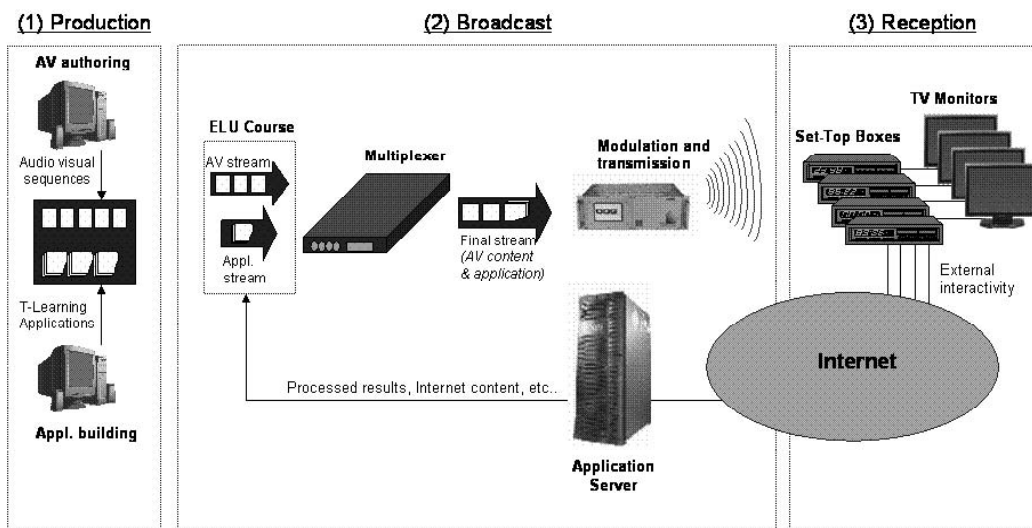 (1) Production
AV authoring
Audio visual
sequences
T-Learning
Applications
Appl. building
(2) Broadcast
ELU Course
AV stream
Appl.
stream
Multiplexer
Final stream
(AV content
& application)
Modulation and
transmission
Processed results, Internet content, etc..
Application
Server
(3) Reception
TV Monitors
Set-Top Boxes
External
interactivity
Internet